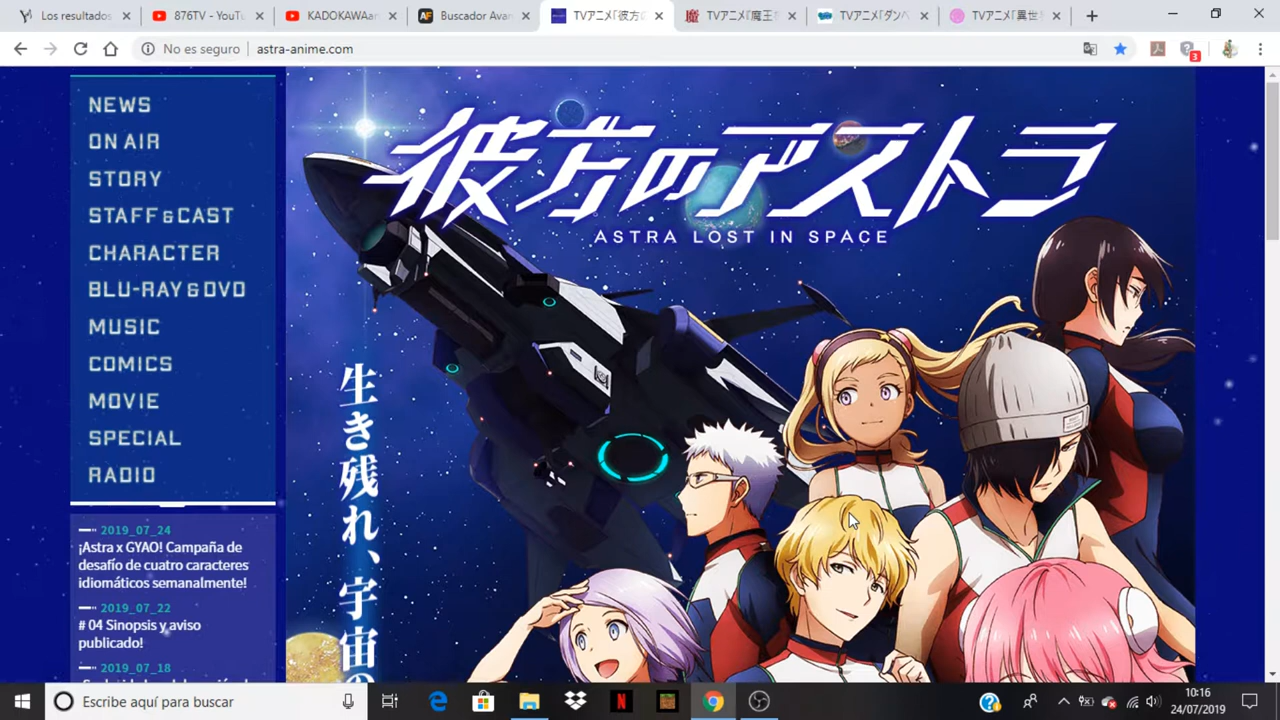 Los resultados
876TV - YouTu
KADOKAWAan
Buscador Avan
TVアニメ「彼方の
TVアニメ『魔王
TVアニメ「ダンベ
TVアニメ「異世
No es seguro
astra-anime.com
3
NEWS
ON AIR
STORY
STAFF & CAST
CHARACTER
BLU-RAY & DVD
MUSIC
COMICS
MOVIE
SPECIAL
RADIO
2019_07_24
¡Astra x GYAO! Campaña de
desafío de cuatro caracteres
idiomáticos semanalmente!
2019_07_22
# 04 Sinopsis y aviso
publicado!
2019_07_18
彼方のアストラ
ASTRA LOST IN SPACE
生き残れ、宇宙の
Escribe aquí para buscar
10:16
24/07/2019